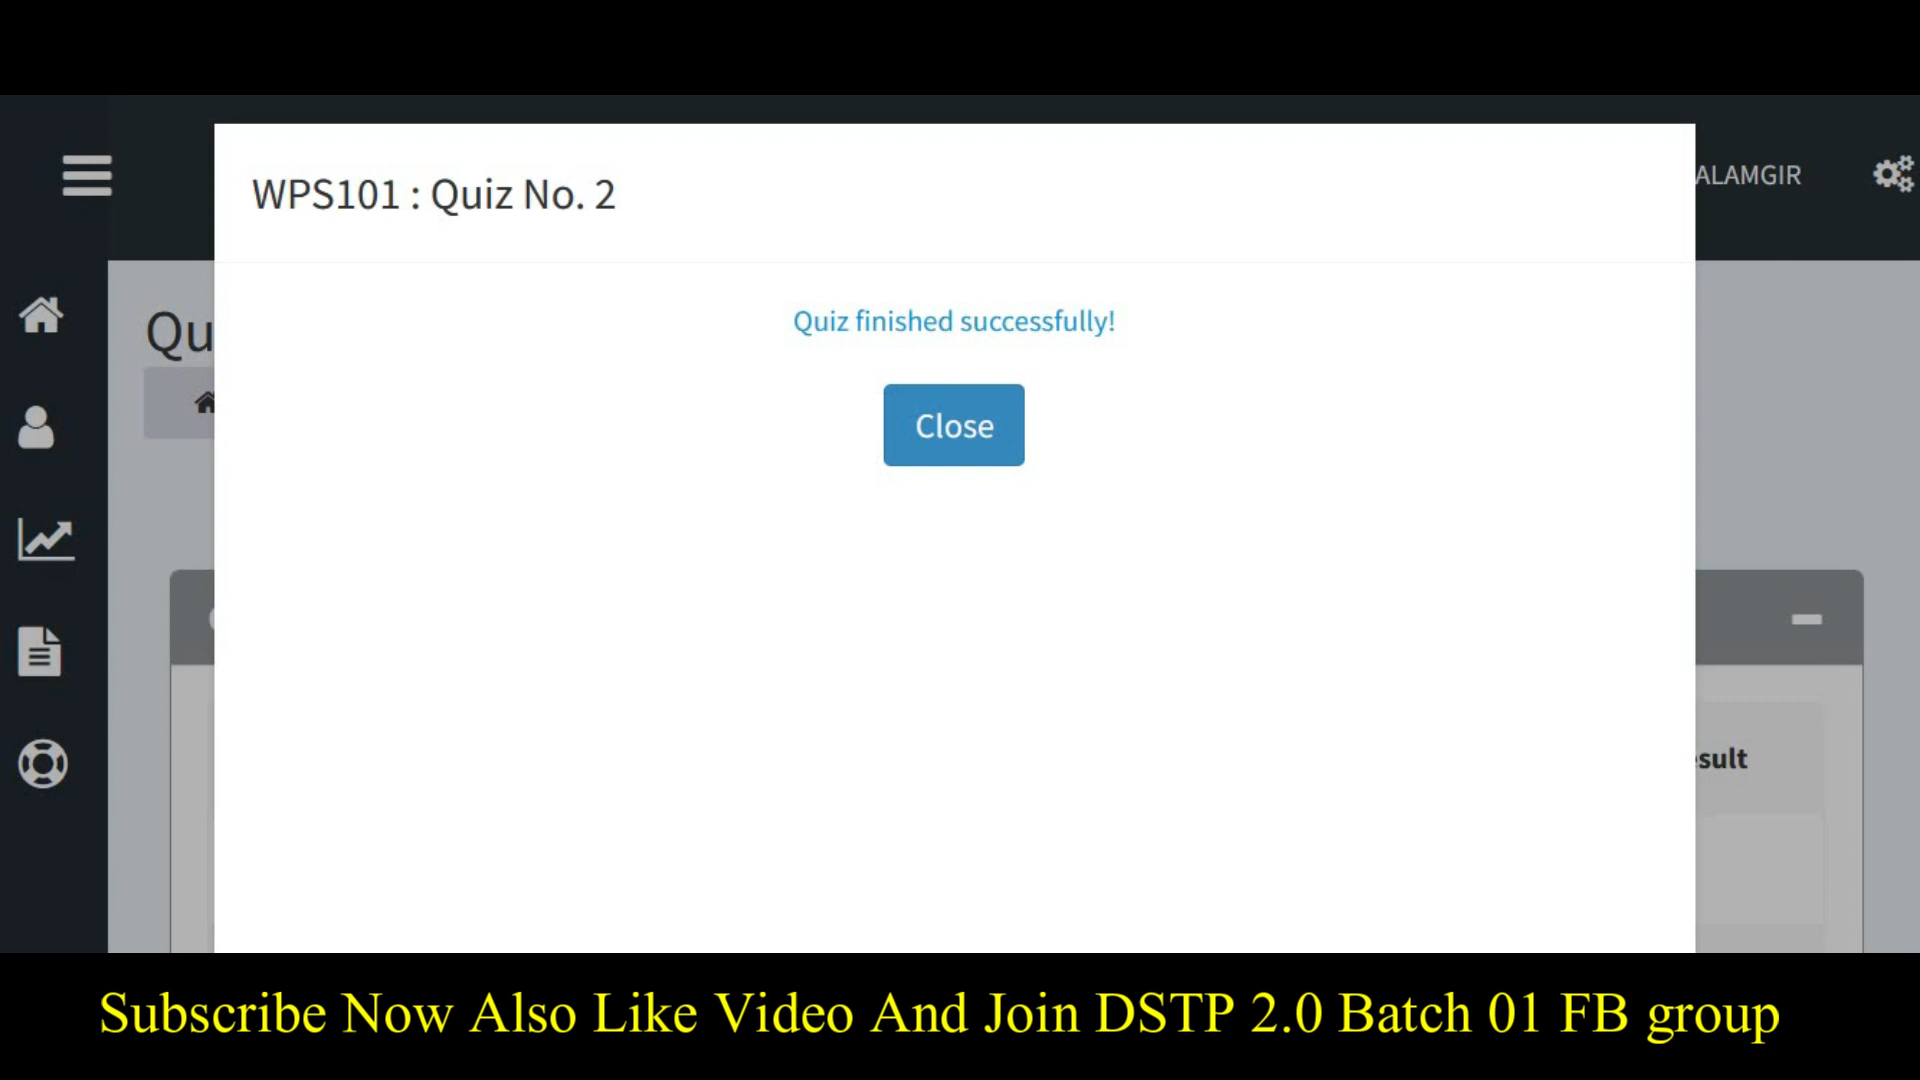 WPS101 : Quiz No. 2
ALAMGIR
Quiz finished successfully!
Qu
Close
sult
Subscribe Now Also Like Video And Join DSTP 2.0 Batch 01 FB group